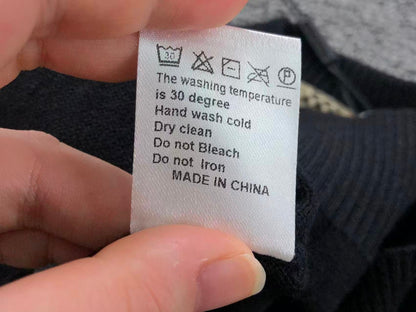 30 P
The washing temperature
is 30 degree
Hand wash cold
Dry clean
Do not Bleach
Do not Iron
MADE IN CHINA